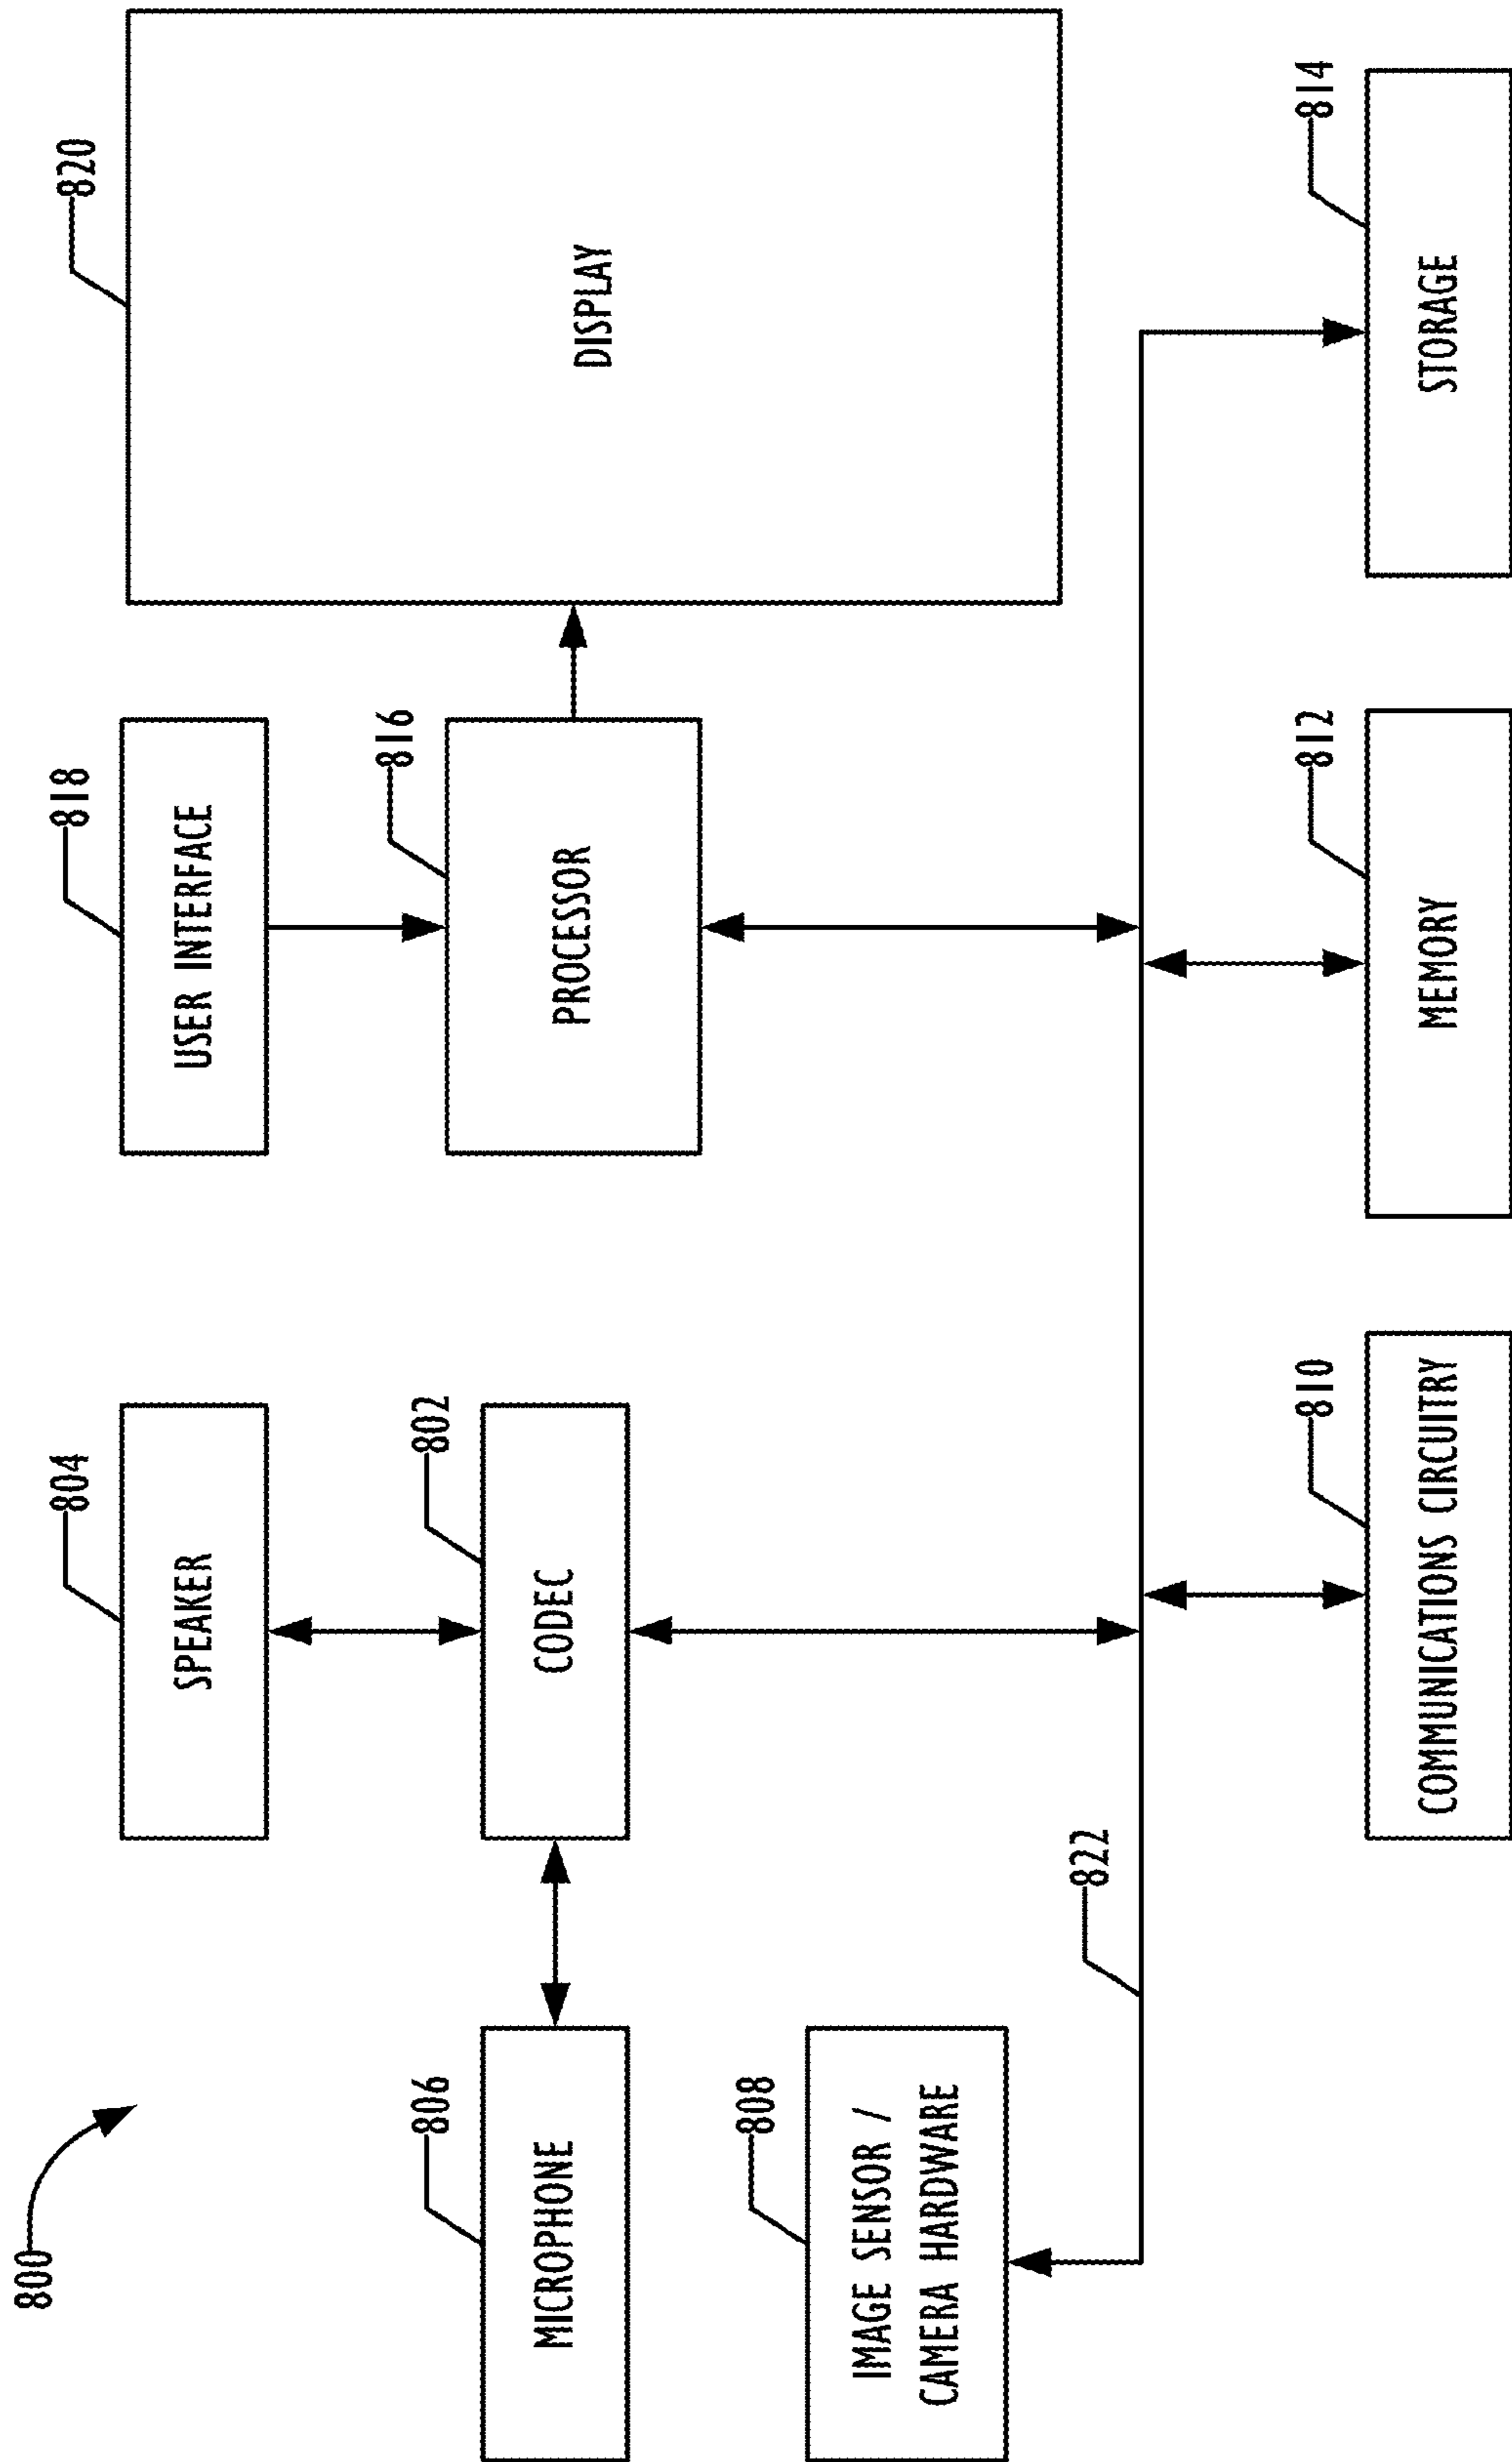 800
804
SPEAKER
818
USER INTERFACE
820
DISPLAY
806
MICROPHONE
802
CODEC
816
PROCESSOR
808
IMAGE SENSOR /
CAMERA HARDWARE
822
810
COMMUNICATIONS CIRCUITRY
812
MEMORY
814
STORAGE